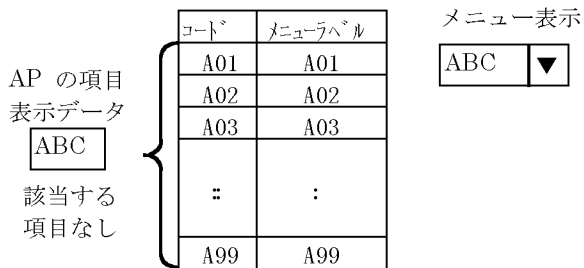 メニュー表示
コード メニューラベル
ABC ▼
A01 A01
AP の項目
表示データ
A02 A02
A03 A03
ABC
該当する
項目なし
:: :
A99 A99